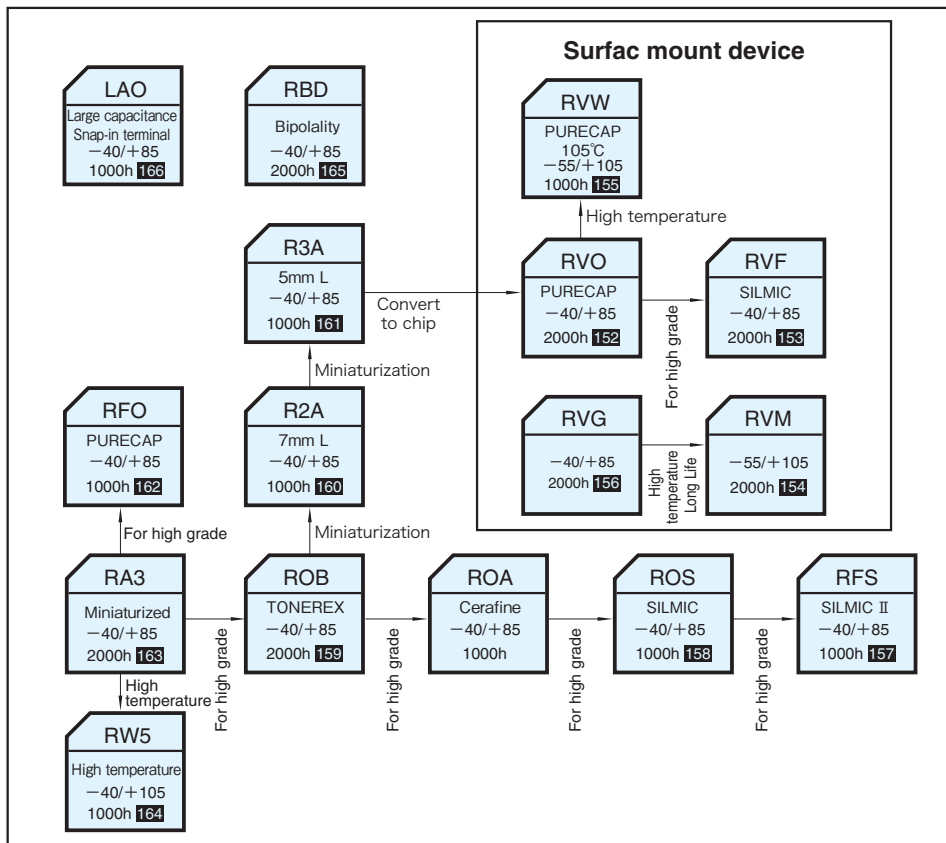 Surfac mount device
LAO
Large capacitance
Snap-in terminal
−40/+85
1000h 166
RBD
Bipolality
−40/+85
2000h 165
RVW
PURECAP
105℃
−55/+105
1000h 155
High temperature
R3A
5mm L
−40/+85
1000h 161
Convert
to chip
RVO
PURECAP
−40/+85
2000h 152
For high grade
RVF
SILMIC
−40/+85
2000h 153
Miniaturization
RFO
PURECAP
−40/+85
1000h 162
R2A
7mm L
−40/+85
1000h 160
RVG
−40/+85
2000h 156
High
temperature
Long Life
RVM
−55/+105
2000h 154
For high grade
Miniaturization
RA3
Miniaturized
−40/+85
2000h 163
For high grade
ROB
TONEREX
−40/+85
2000h 159
For high grade
ROA
Cerafine
−40/+85
1000h
For high grade
ROS
SILMIC
−40/+85
1000h 158
For high grade
RFS
SILMIC II
−40/+85
1000h 157
High
temperature
RW5
High temperature
−40/+105
1000h 164